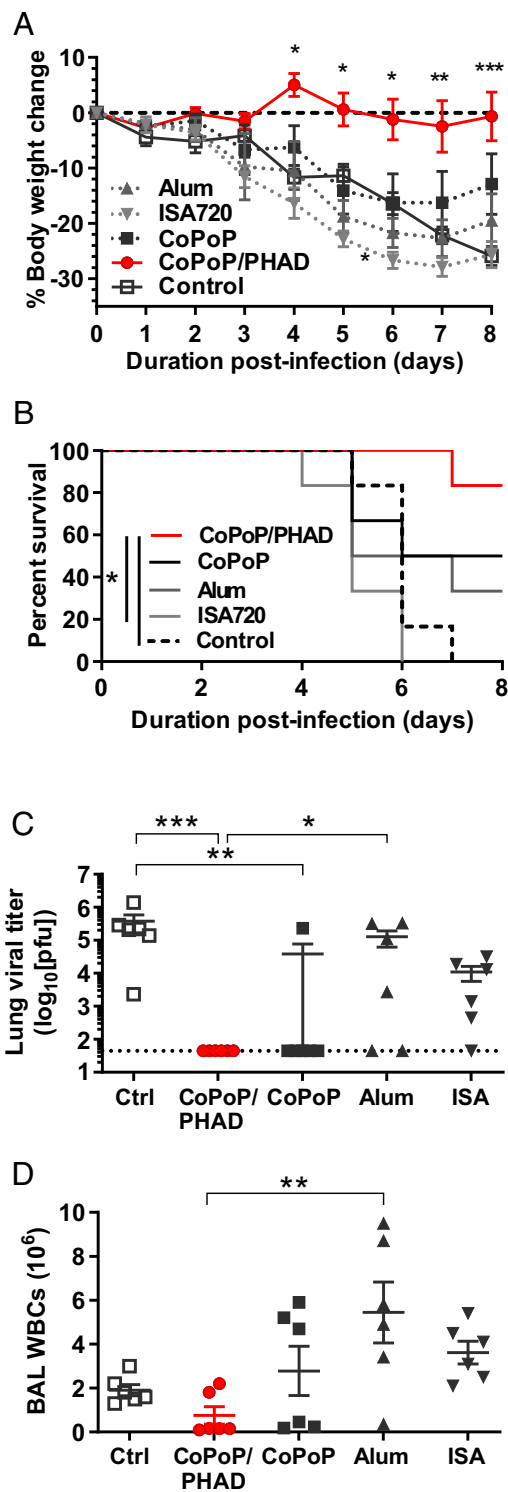 A
% Body weight change
10
0
-10
-20
-30
* * * ** ***
*
Alum
ISA720
CoPoP
CoPoP/PHAD
Control
0 1 2 3 4 5 6 7 8
Duration post-infection (days)
B
Percent survival
100
80
60
40
20
0
*
CoPoP/PHAD
CoPoP
Alum
ISA720
Control
0 2 4 6 8
Duration post-infection (days)
C
*** *
**
Lung viral titer
(log10[pfu])
7
6
5
4
3
2
1
Ctrl CoPoP/ CoPoP Alum ISA
PHAD
D
**
BAL WBCs (10⁶)
10
8
6
4
2
0
Ctrl CoPoP/ CoPoP Alum ISA
PHAD